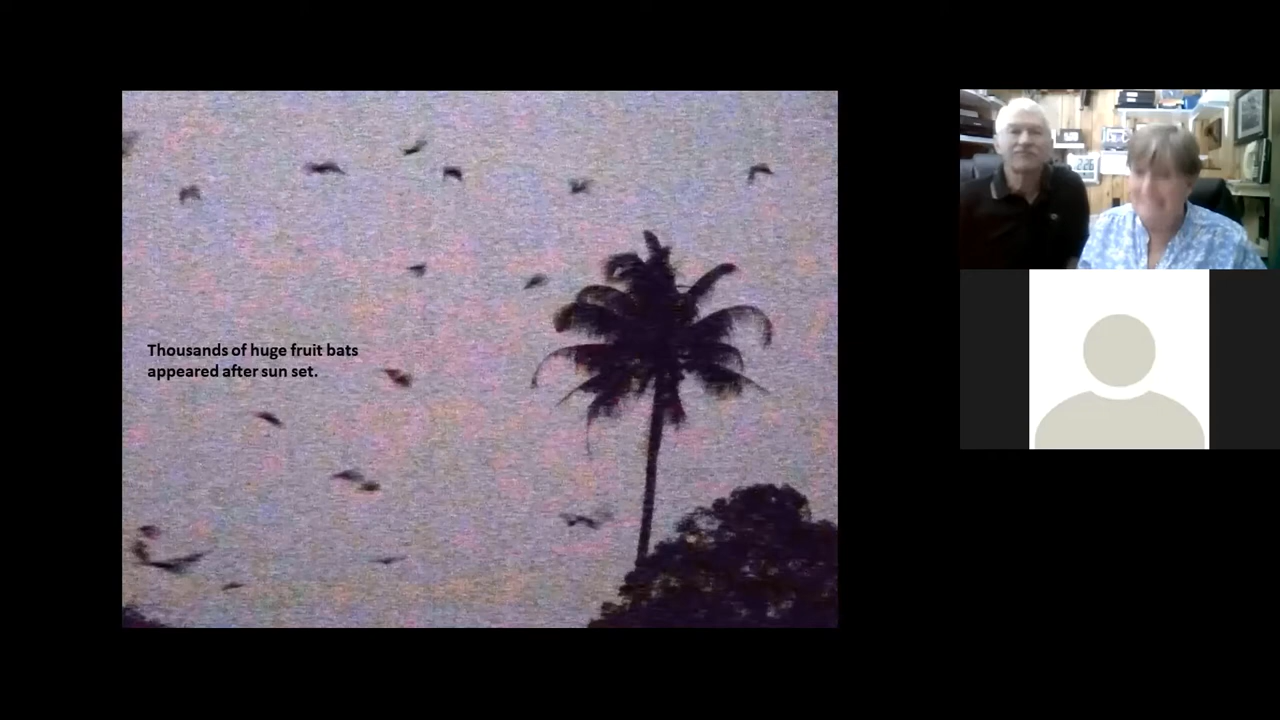 Thousands of huge fruit bats
appeared after sun set.